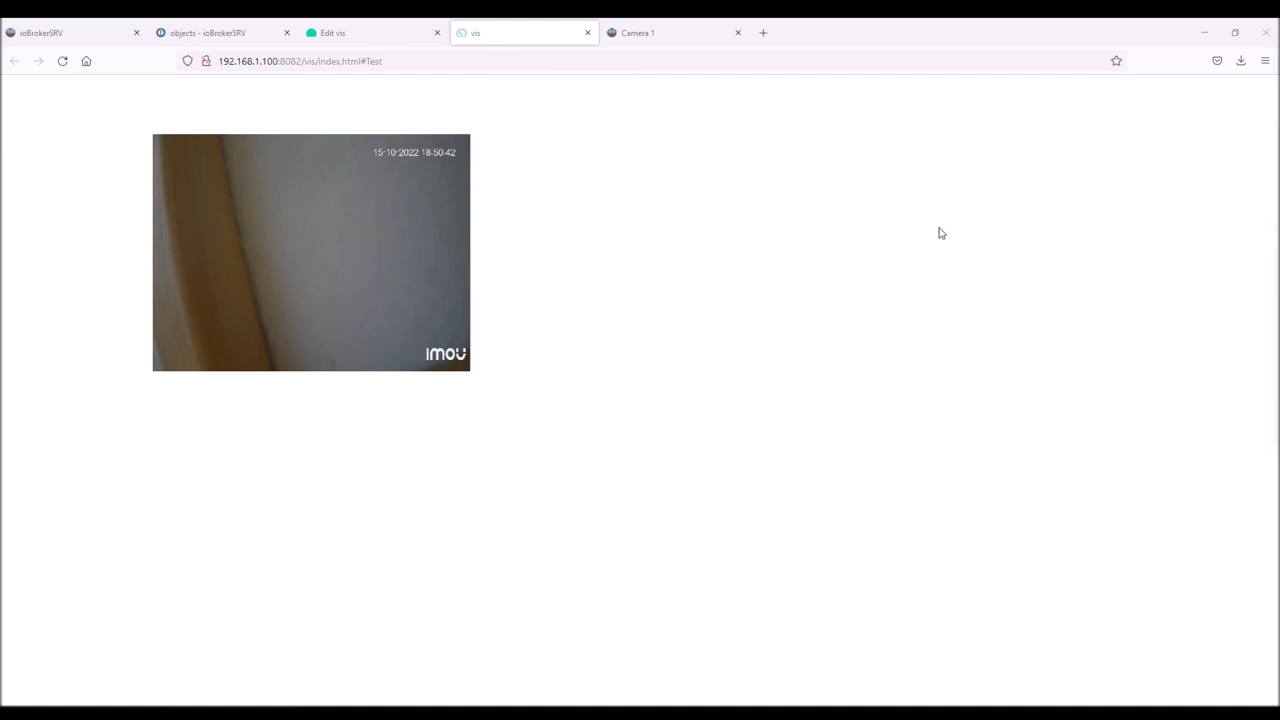 ioBrokerSRV
objects - ioBrokerSRV
Edit vis
vis
Camera 1
192.168.1.100:8082/vis/index.html#Test
15-10-2022 18:50:42
imou